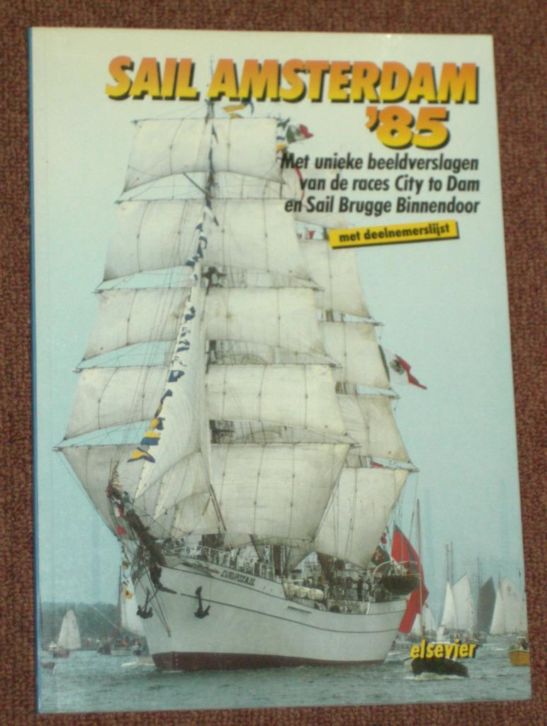 SAIL AMSTERDAM
'85
Met unieke beeldverslagen
van de races City to Dam
en Sail Brugge Binnendoor
met deelnemerslijst
elsevier